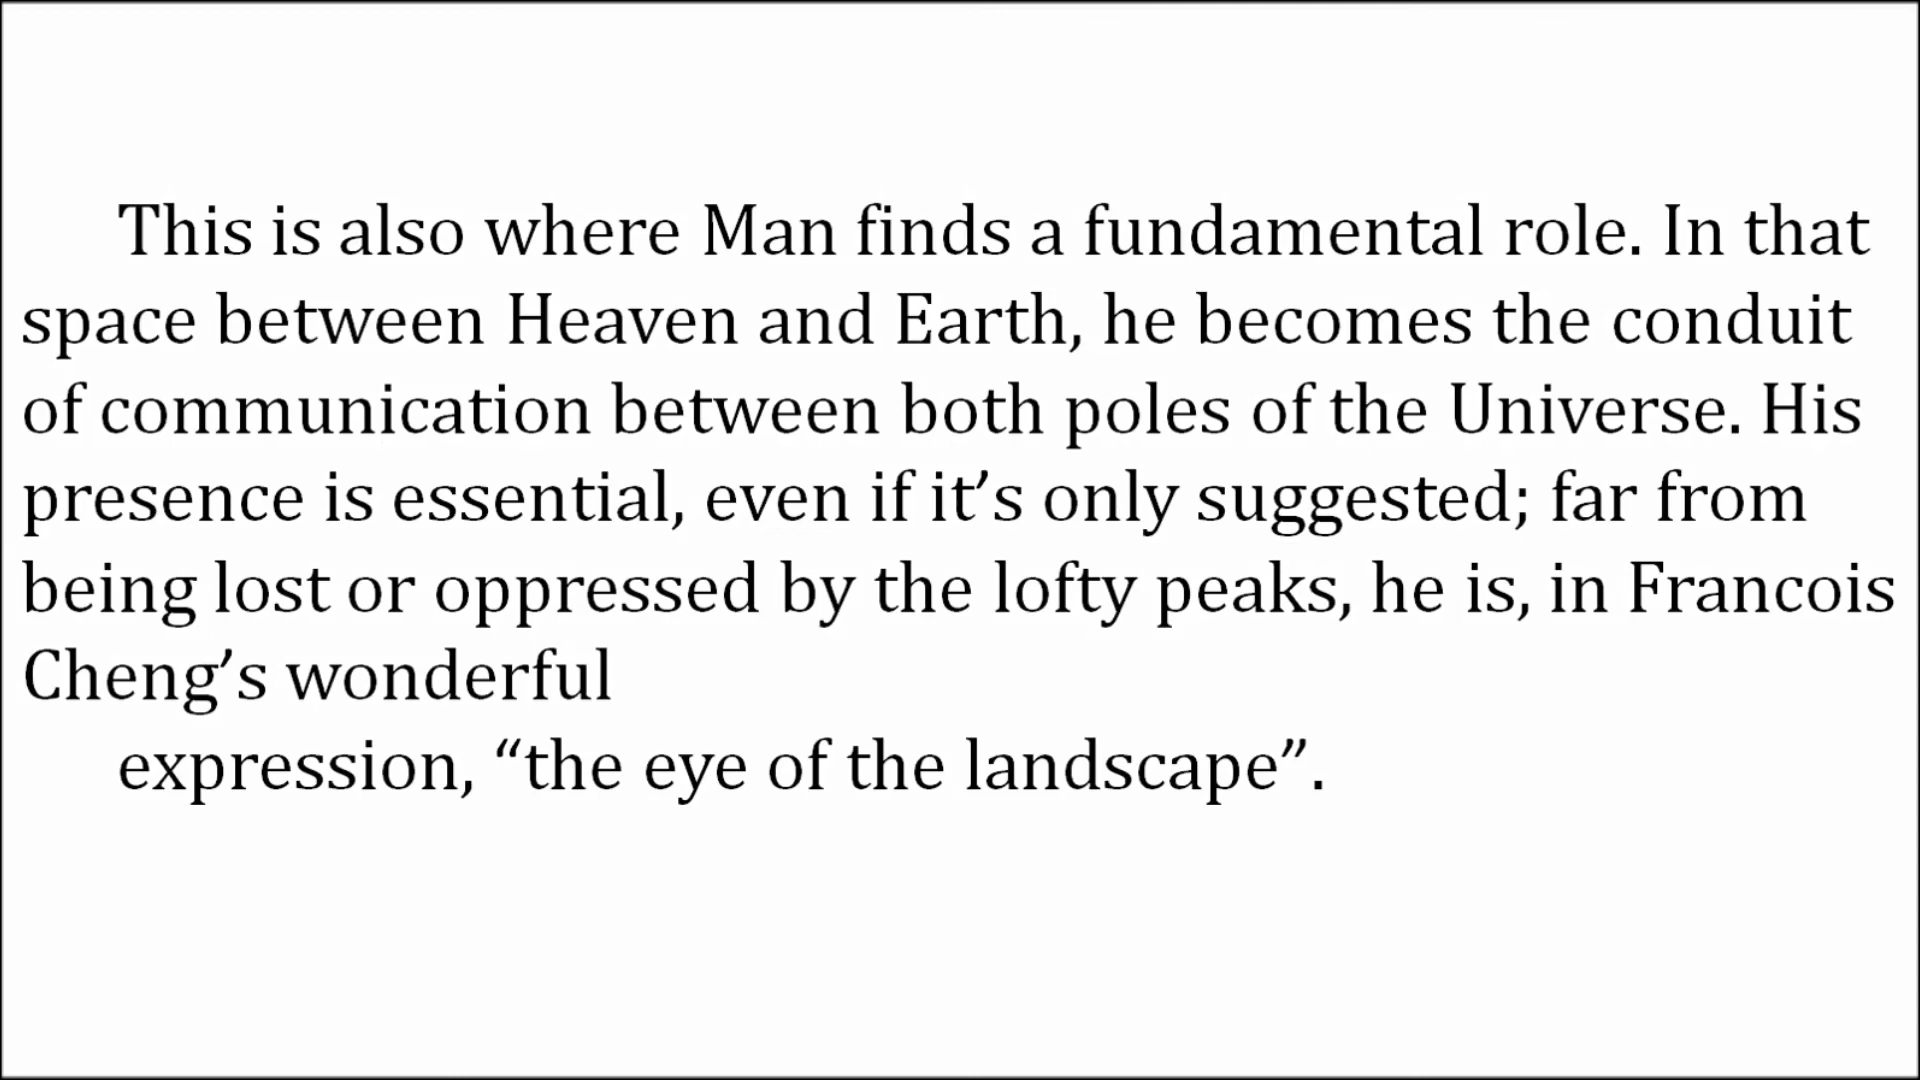 This is also where Man finds a fundamental role. In that
space between Heaven and Earth, he becomes the conduit
of communication between both poles of the Universe. His
presence is essential, even if it’s only suggested; far from
being lost or oppressed by the lofty peaks, he is, in Francois
Cheng’s wonderful
expression, “the eye of the landscape”.